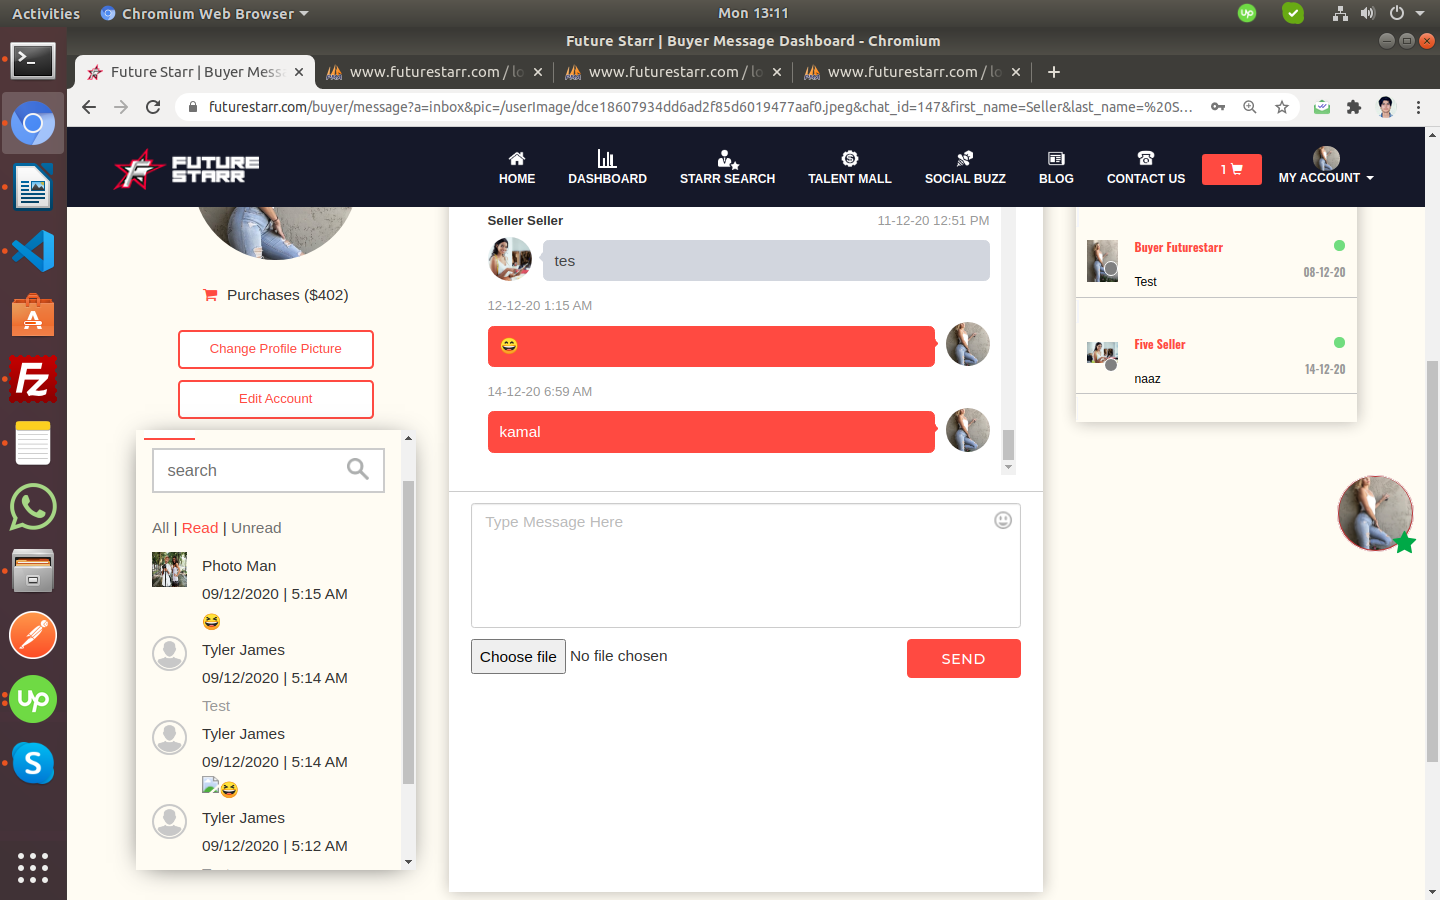 Activities
Chromium Web Browser
Mon 13:11
Future Starr | Buyer Message Dashboard - Chromium
Future Starr | Buyer Mess
www.futurestarr.com / lo
www.futurestarr.com / lo
www.futurestarr.com / lo
futurestarr.com/buyer/message?a=inbox&pic=/userImage/dce18607934dd6ad2f85d6019477aaf0.jpeg&chat_id=147&first_name=Seller&last_name=%20S...
FUTURE
STARR
HOME
DASHBOARD
STARR SEARCH
TALENT MALL
SOCIAL BUZZ
BLOG
CONTACT US
1
MY ACCOUNT
Purchases ($402)
Change Profile Picture
Edit Account
search
All | Read | Unread
Photo Man
09/12/2020 | 5:15 AM
😆
Tyler James
09/12/2020 | 5:14 AM
Test
Tyler James
09/12/2020 | 5:14 AM
😆
Tyler James
09/12/2020 | 5:12 AM
Seller Seller
11-12-20 12:51 PM
tes
12-12-20 1:15 AM
😄
14-12-20 6:59 AM
kamal
Type Message Here
Choose file No file chosen
SEND
Buyer Futurestarr
08-12-20
Test
Five Seller
14-12-20
naaz